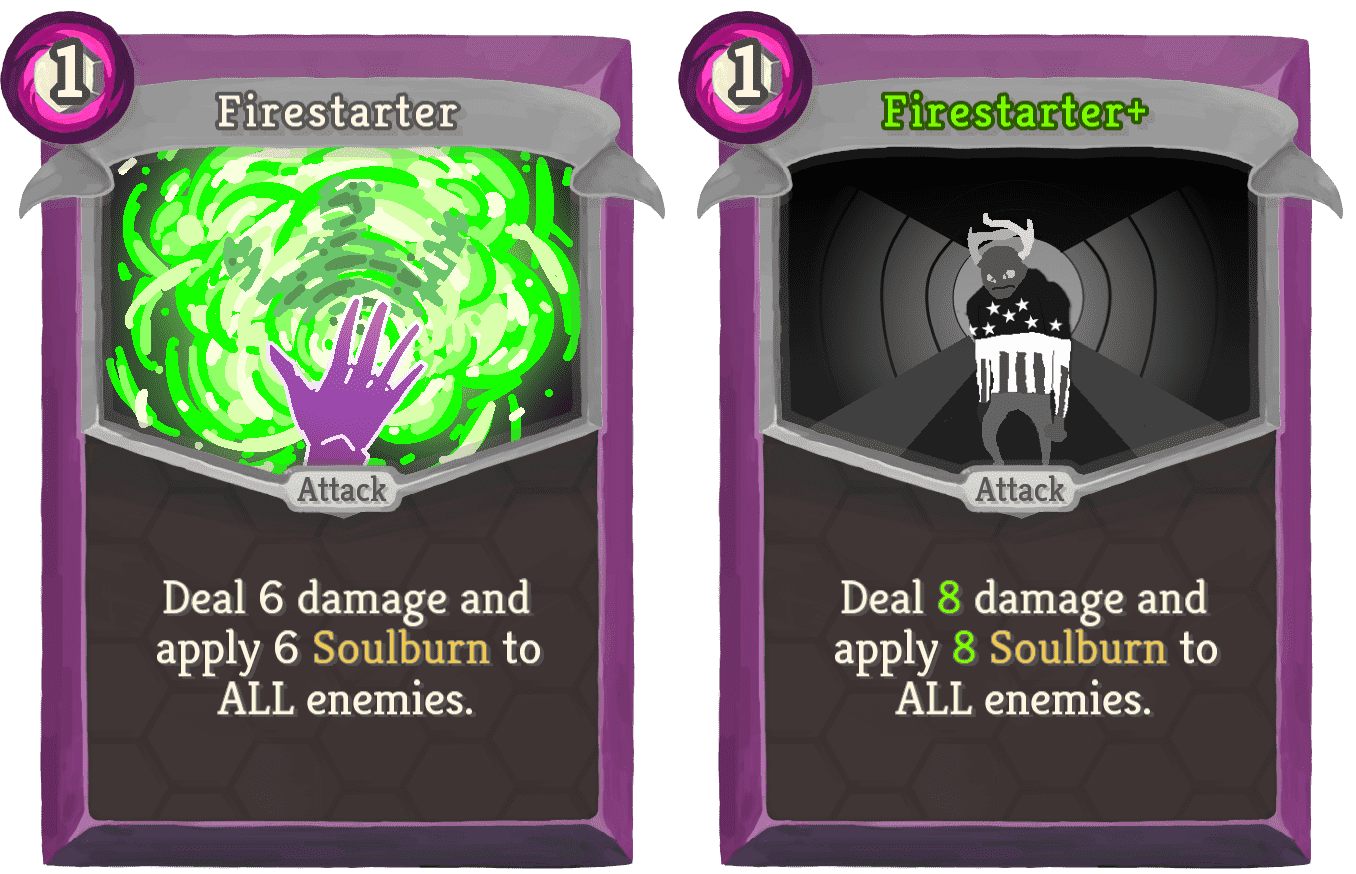 1
Firestarter
Attack
Deal 6 damage and
apply 6 Soulburn to
ALL enemies.
1
Firestarter+
Attack
Deal 8 damage and
apply 8 Soulburn to
ALL enemies.